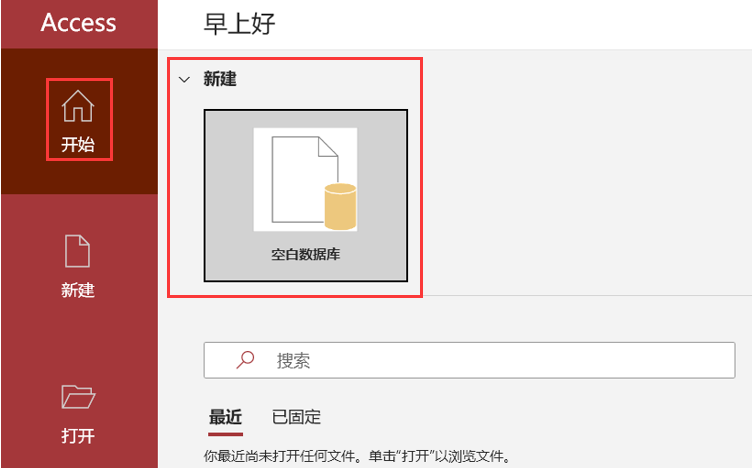 Access
早上好
开始
新建
空白数据库
新建
搜索
打开
最近 已固定
你最近尚未打开任何文件。单击"打开"以浏览文件。